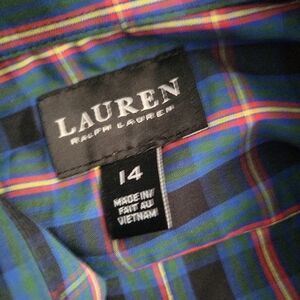 LAUREN
RALPH LAUREN
14
MADE IN/
FAIT AU
VIETNAM